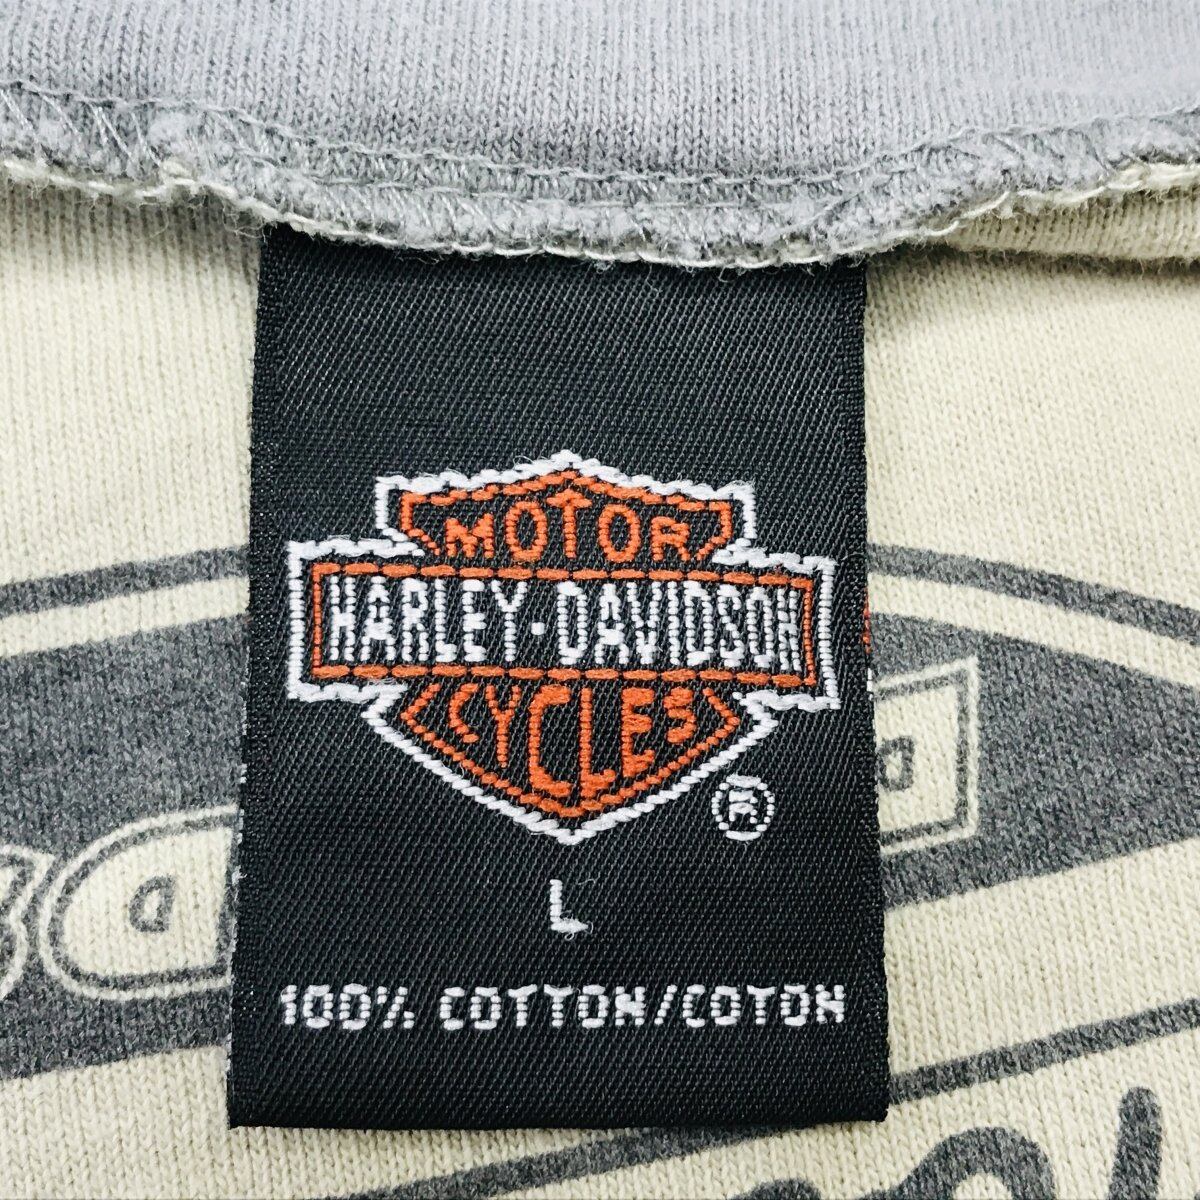 MOTOR
HARLEY-DAVIDSON
CYCLES
®
L
100% COTTON/COTON